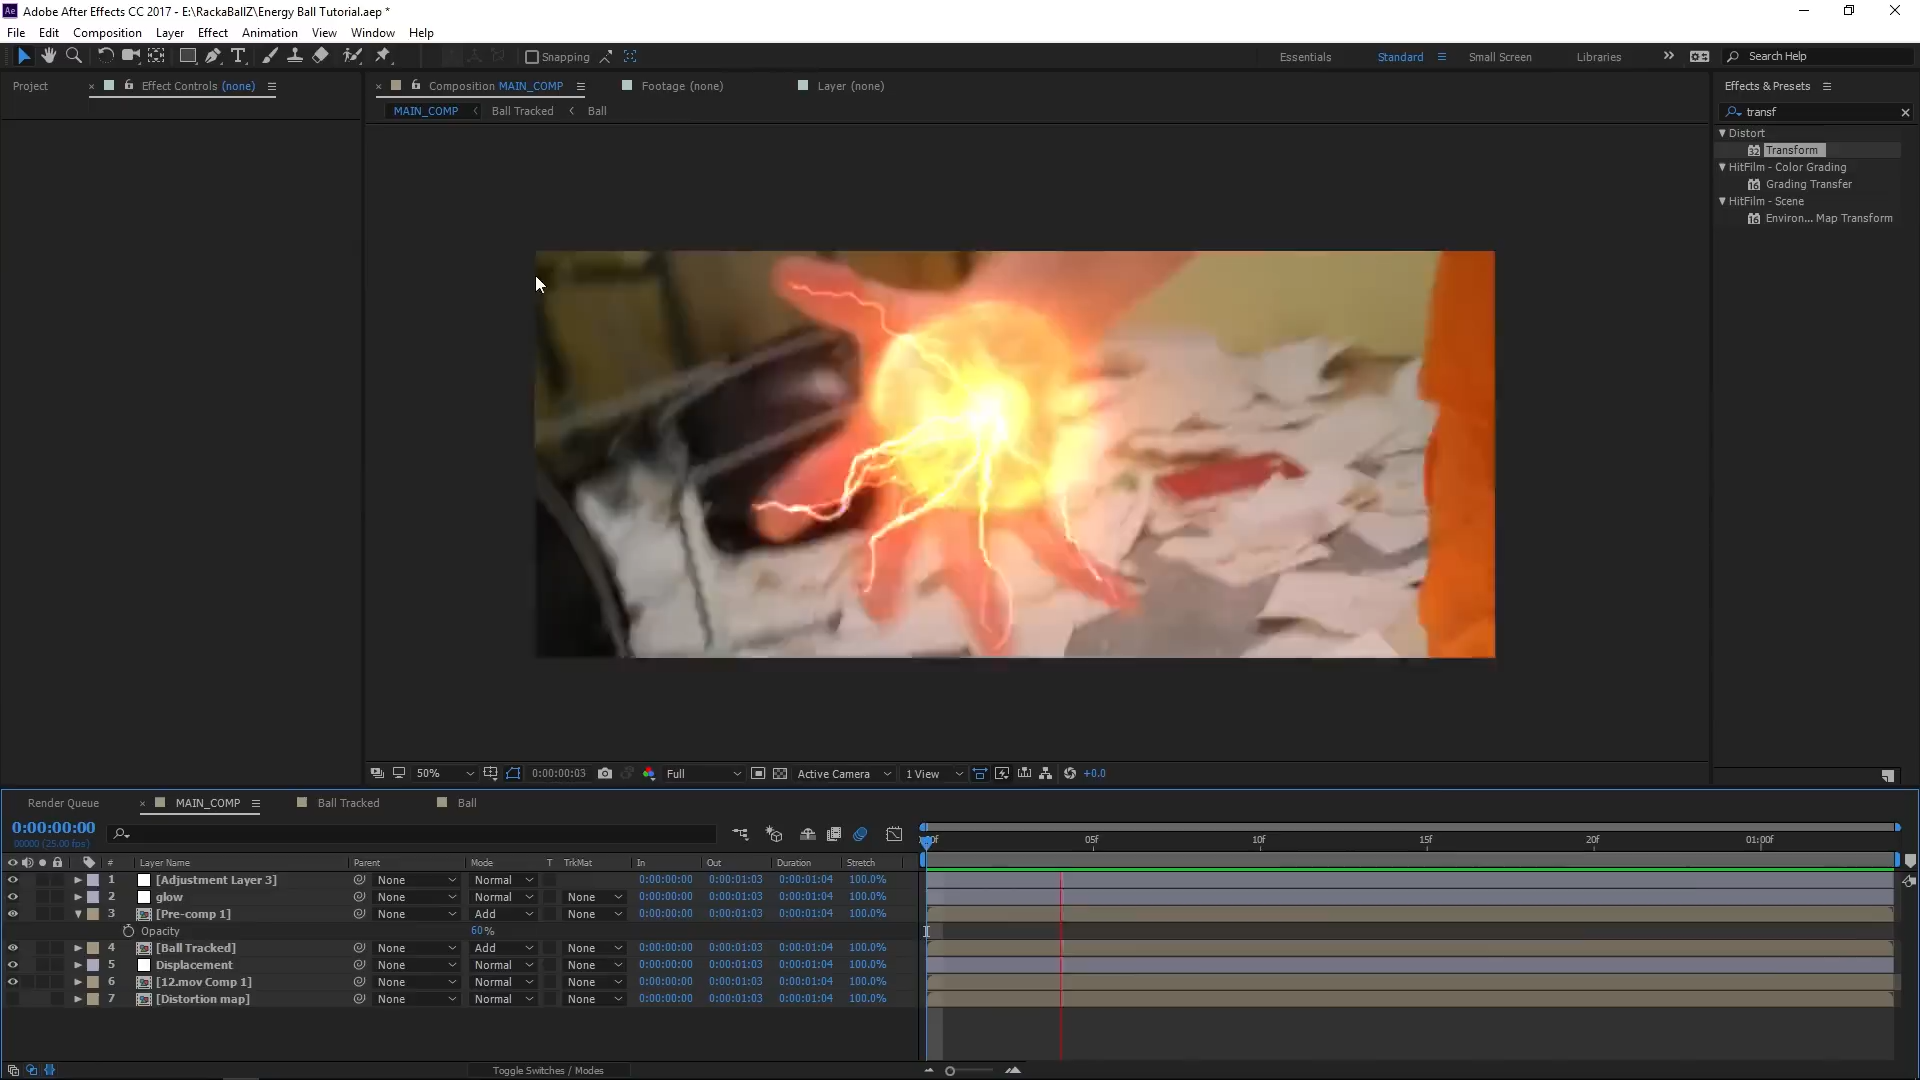 Adobe After Effects CC 2017 - E:\RackaBallZ\Energy Ball Tutorial.aep *
File Edit Composition Layer Effect Animation View Window Help
Snapping Essentials Standard Small Screen Libraries Search Help
Project Effect Controls (none) Composition MAIN_COMP Footage (none) Layer (none) Effects & Presets
MAIN_COMP Ball Tracked Ball transf
Distort
Transform
HitFilm - Color Grading
Grading Transfer
HitFilm - Scene
Environ... Map Transform
50% 0:00:00:03 Full Active Camera 1 View +0.0
Render Queue MAIN_COMP Ball Tracked Ball
0:00:00:00
00000 (25.00 fps)
05f 10f 15f 20f 01:00f
# Layer Name Parent Mode T TrkMat In Out Duration Stretch
1 [Adjustment Layer 3] None Normal 0:00:00:00 0:00:01:03 0:00:01:04 100.0%
2 glow None Normal None 0:00:00:00 0:00:01:03 0:00:01:04 100.0%
3 [Pre-comp 1] None Add None 0:00:00:00 0:00:01:03 0:00:01:04 100.0%
Opacity 60%
4 [Ball Tracked] None Add None 0:00:00:00 0:00:01:03 0:00:01:04 100.0%
5 Displacement None Normal None 0:00:00:00 0:00:01:03 0:00:01:04 100.0%
6 [12.mov Comp 1] None Normal None 0:00:00:00 0:00:01:03 0:00:01:04 100.0%
7 [Distortion map] None Normal None 0:00:00:00 0:00:01:03 0:00:01:04 100.0%
Toggle Switches / Modes